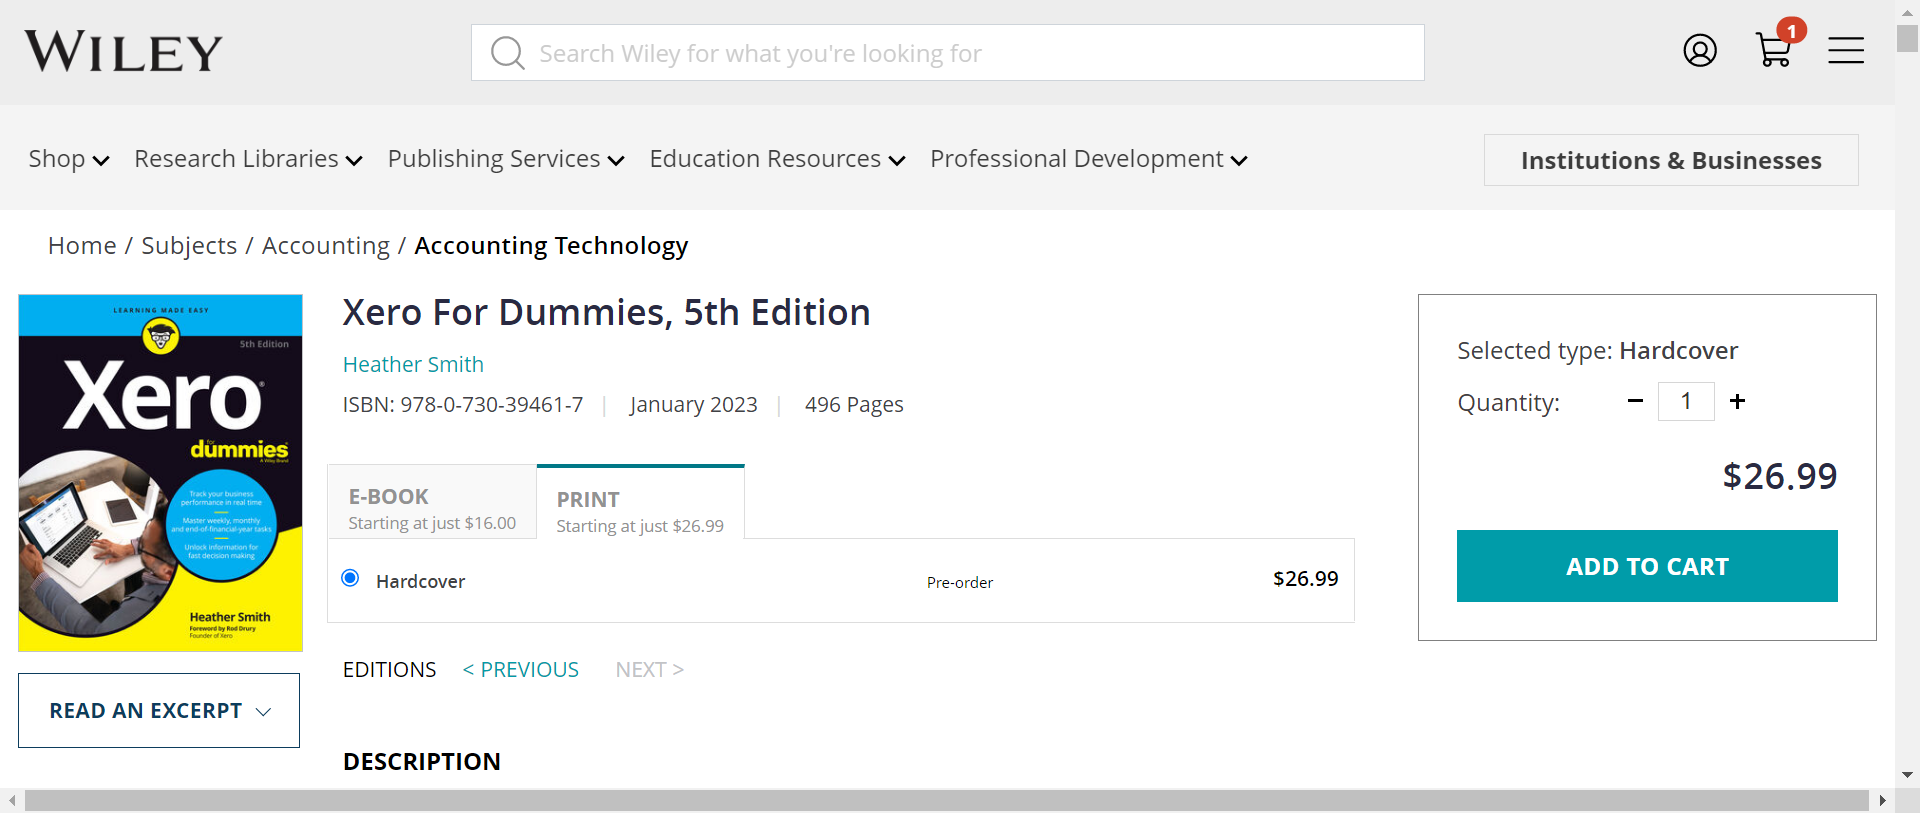 WILEY
Search Wiley for what you're looking for
1
Shop
Research Libraries
Publishing Services
Education Resources
Professional Development
Institutions & Businesses
Home / Subjects / Accounting / Accounting Technology
LEARNING MADE EASY
5th Edition
Xero
for
dummies
A Wiley Brand
Track your business
performance in real time
Master weekly, monthly
and end-of-financial-year tasks
Unlock information for
fast decision making
Heather Smith
Foreword by Rod Drury
Founder of Xero
READ AN EXCERPT
Xero For Dummies, 5th Edition
Heather Smith
ISBN: 978-0-730-39461-7 | January 2023 | 496 Pages
E-BOOK
Starting at just $16.00
PRINT
Starting at just $26.99
Hardcover Pre-order $26.99
EDITIONS < PREVIOUS NEXT >
DESCRIPTION
Selected type: Hardcover
Quantity: 1
$26.99
ADD TO CART